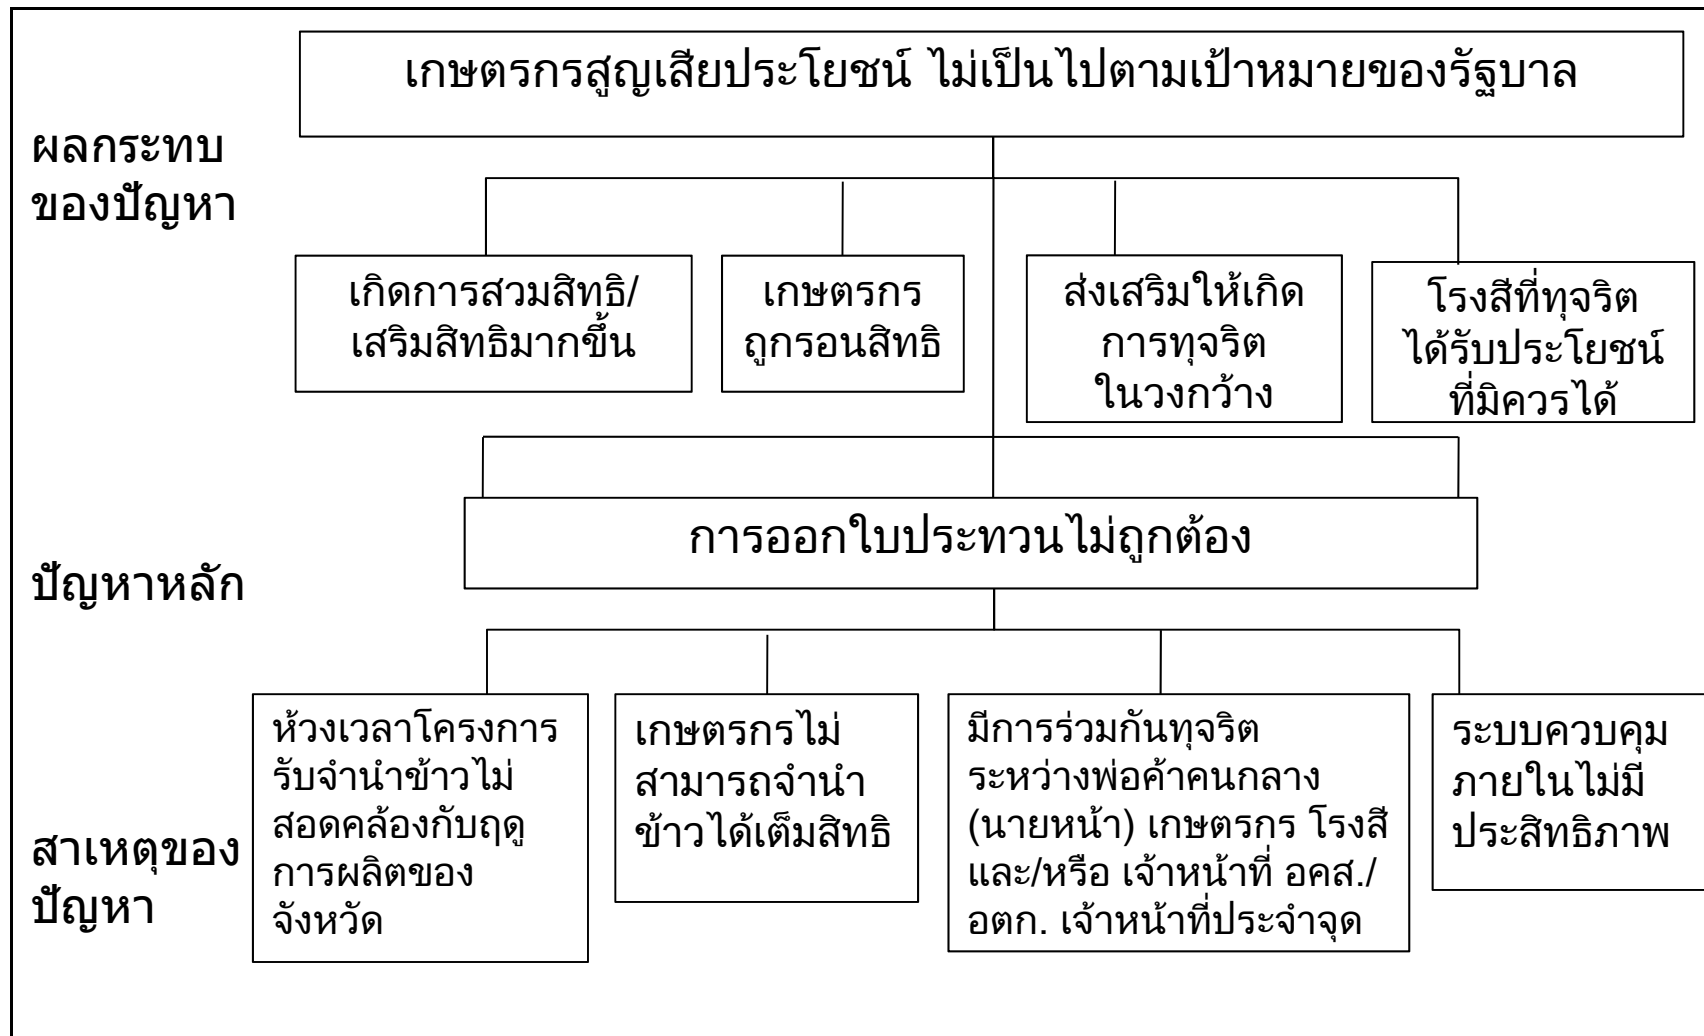 เกษตรกรสูญเสียประโยชน์ ไม่เป็นไปตามเป้าหมายของรัฐบาล
ผลกระทบ
ของปัญหา
เกิดการสวมสิทธิ/
เสริมสิทธิมากขึ้น
เกษตรกร
ถูกรอนสิทธิ
ส่งเสริมให้เกิด
การทุจริต
ในวงกว้าง
โรงสีที่ทุจริต
ได้รับประโยชน์
ที่มิควรได้
การออกใบประทวนไม่ถูกต้อง
ปัญหาหลัก
ห้วงเวลาโครงการ
รับจำนำข้าวไม่
สอดคล้องกับฤดู
การผลิตของ
จังหวัด
เกษตรกรไม่
สามารถจำนำ
ข้าวได้เต็มสิทธิ
มีการร่วมกันทุจริต
ระหว่างพ่อค้าคนกลาง
(นายหน้า) เกษตรกร โรงสี
และ/หรือ เจ้าหน้าที่ อคส./
อตก. เจ้าหน้าที่ประจำจุด
ระบบควบคุม
ภายในไม่มี
ประสิทธิภาพ
สาเหตุของ
ปัญหา